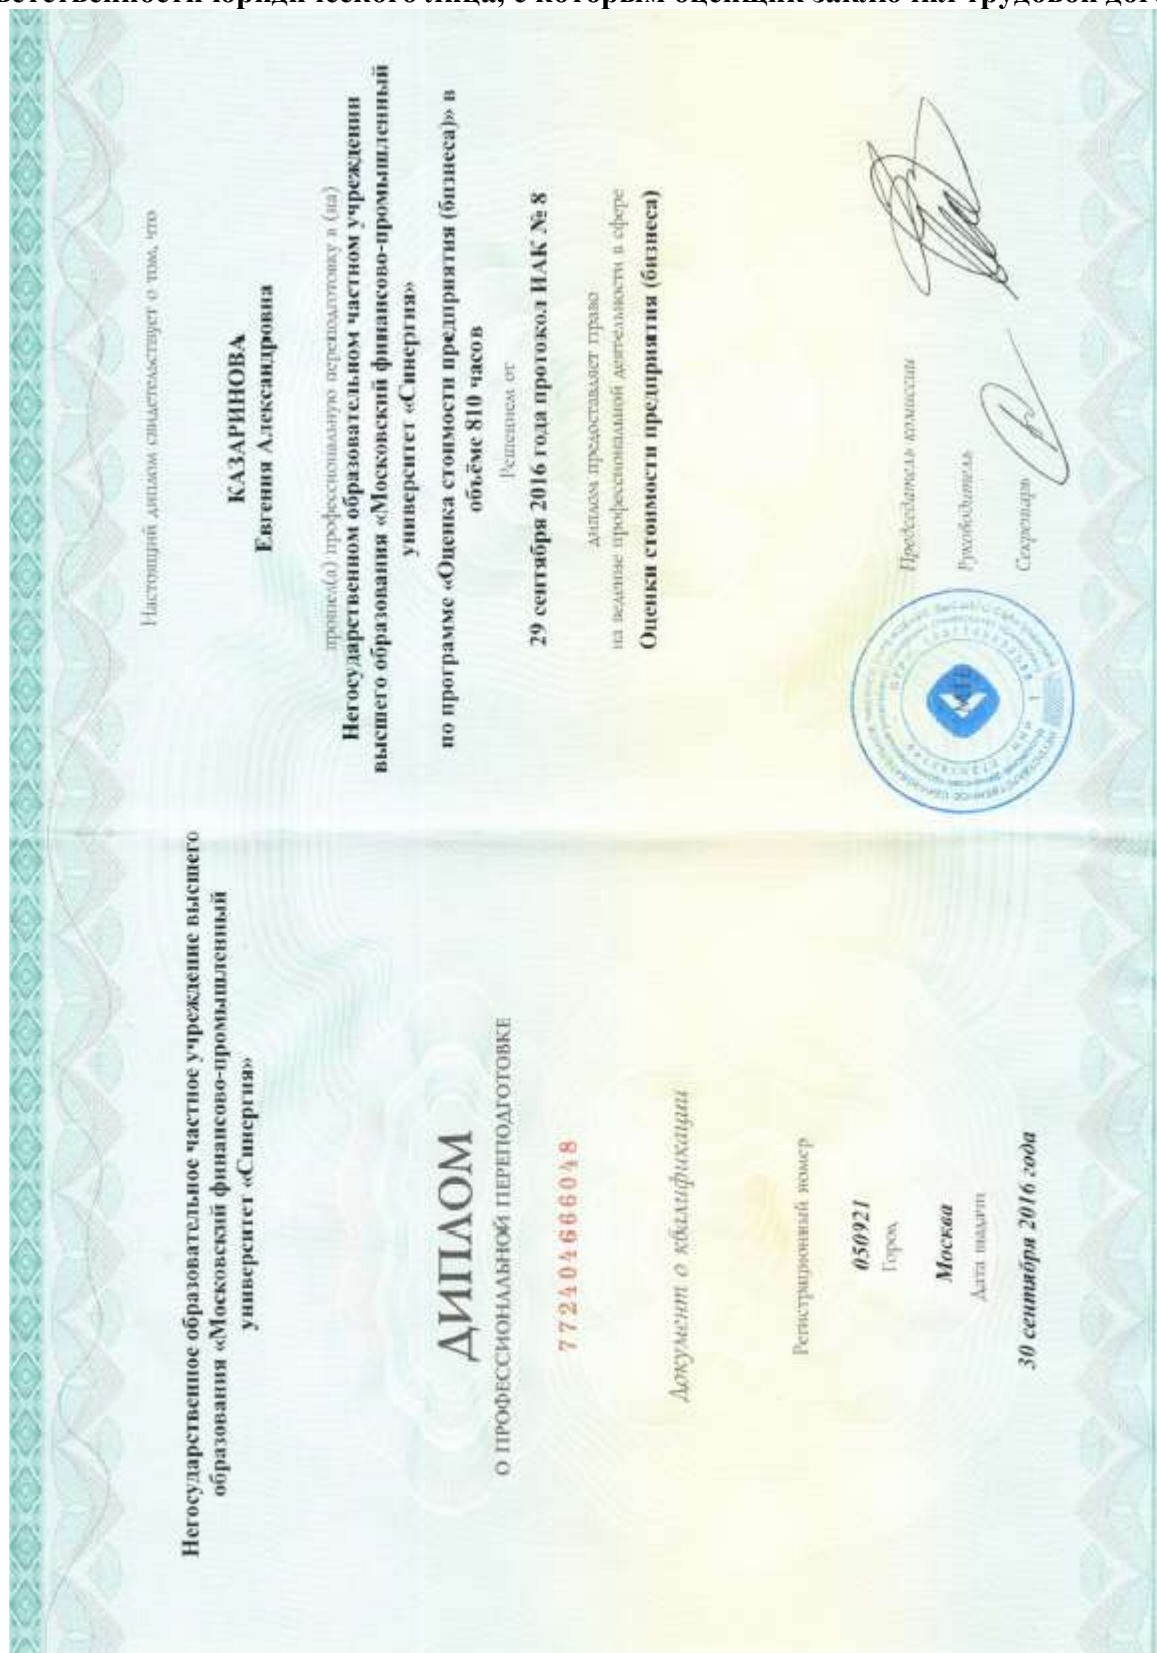 ветственности юридического лица, с которым оценщик заключил трудовой дог
Негосударственное образовательное частное учреждение высшего
образования «Московский финансово-промышленный
университет «Синергия»
ДИПЛОМ
О ПРОФЕССИОНАЛЬНОЙ ПЕРЕПОДГОТОВКЕ
772404666048
Документ о квалификации
Регистрационный номер
050921
Город
Москва
Дата выдачи
30 сентября 2016 года
Настоящий диплом свидетельствует о том, что
КАЗАРИНОВА
Евгения Александровна
прошел(а) профессиональную переподготовку в (на)
Негосударственном образовательном частном учреждении
высшего образования «Московский финансово-промышленный
университет «Синергия»
по программе «Оценка стоимости предприятия (бизнеса)» в
объёме 810 часов
Решением от
29 сентября 2016 года протокол ИАК № 8
диплом предоставляет право
на ведение профессиональной деятельности в сфере
Оценки стоимости предприятия (бизнеса)
Председатель комиссии
Руководитель
Секретарь